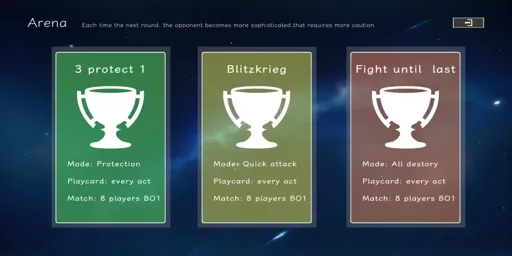 Arena
Each time the next round, the opponent becomes more sophisticated.that requires more caution
3 protect 1
Mode: Protection
Playcard: every act
Match: 8 players BO1
Blitzkrieg
Mode: Quick attack
Playcard: every act
Match: 8 players BO1
Fight until last
Mode: All destory
Playcard: every act
Match: 8 players BO1